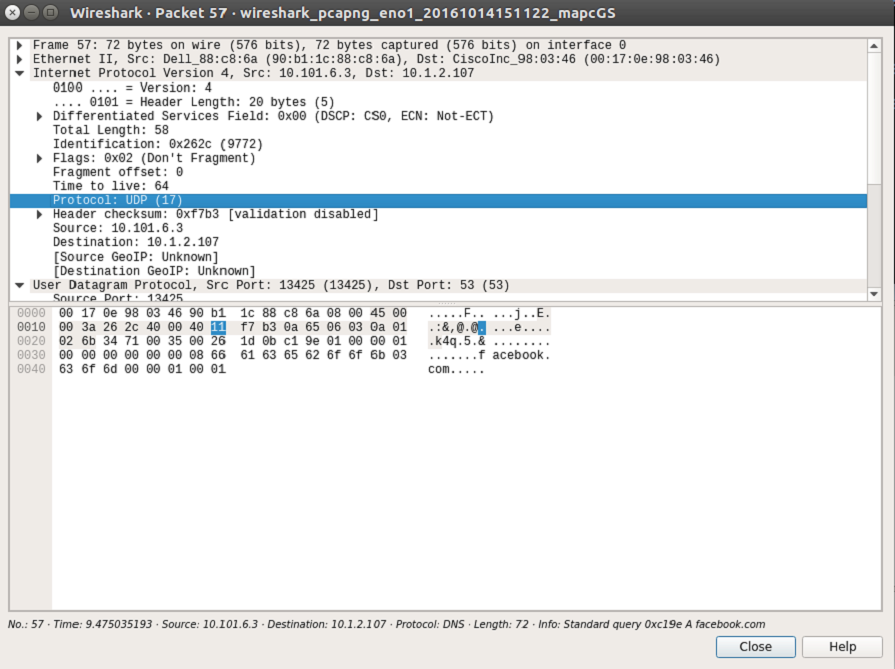 Wireshark · Packet 57 · wireshark_pcapng_eno1_20161014151122_mapcGS
Frame 57: 72 bytes on wire (576 bits), 72 bytes captured (576 bits) on interface 0
Ethernet II, Src: Dell_88:c8:6a (90:b1:1c:88:c8:6a), Dst: CiscoInc_98:03:46 (00:17:0e:98:03:46)
Internet Protocol Version 4, Src: 10.101.6.3, Dst: 10.1.2.107
0100 .... = Version: 4
.... 0101 = Header Length: 20 bytes (5)
Differentiated Services Field: 0x00 (DSCP: CS0, ECN: Not-ECT)
Total Length: 58
Identification: 0x262c (9772)
Flags: 0x02 (Don't Fragment)
Fragment offset: 0
Time to live: 64
Protocol: UDP (17)
Header checksum: 0xf7b3 [validation disabled]
Source: 10.101.6.3
Destination: 10.1.2.107
[Source GeoIP: Unknown]
[Destination GeoIP: Unknown]
User Datagram Protocol, Src Port: 13425 (13425), Dst Port: 53 (53)
Source Port: 13425
0000 00 17 0e 98 03 46 90 b1 1c 88 c8 6a 08 00 45 00 .....F.. ...j..E.
0010 00 3a 26 2c 40 00 40 11 f7 b3 0a 65 06 03 0a 01 .:&,@.@. ...e....
0020 02 6b 34 71 00 35 00 26 1d 0b c1 9e 01 00 00 01 .k4q.5.& ........
0030 00 00 00 00 00 00 08 66 61 63 65 62 6f 6f 6b 03 .......f acebook.
0040 63 6f 6d 00 00 01 00 01 com.....
No.: 57 · Time: 9.475035193 · Source: 10.101.6.3 · Destination: 10.1.2.107 · Protocol: DNS · Length: 72 · Info: Standard query 0xc19e A facebook.com
Close Help